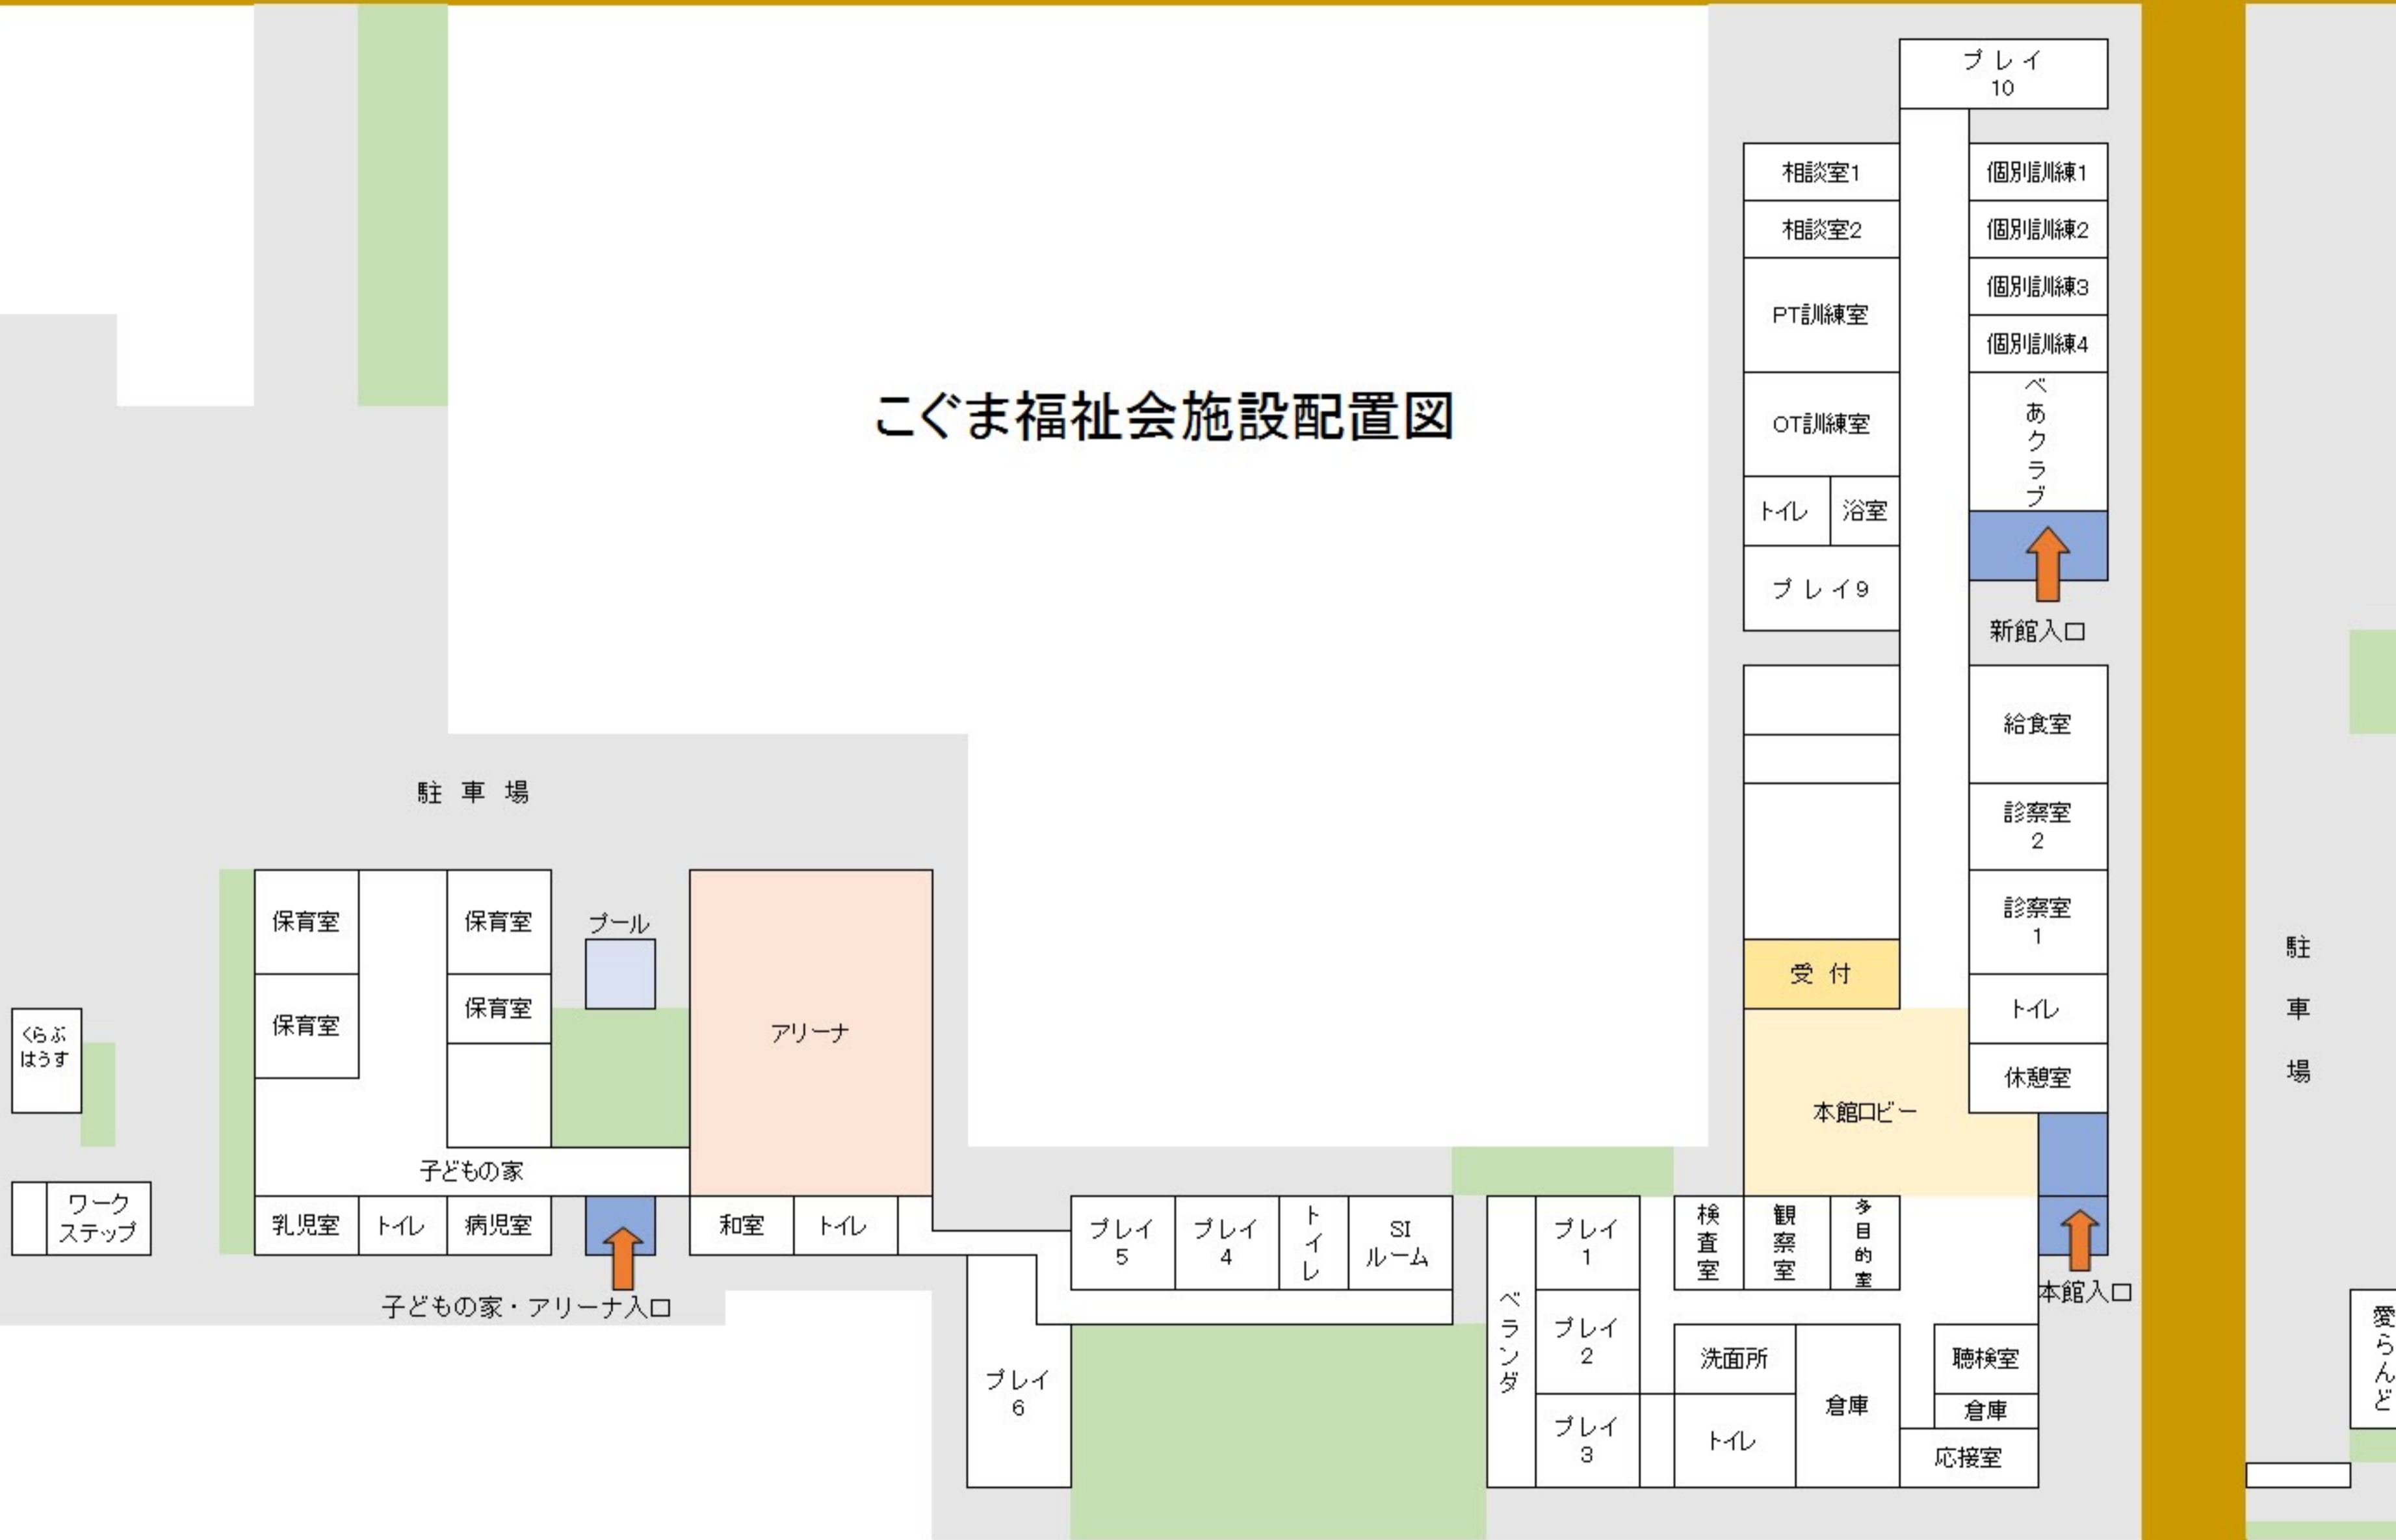 こぐま福祉会施設配置図
プレイ
10
相談室1
個別訓練1
相談室2
個別訓練2
PT訓練室
個別訓練3
個別訓練4
OT訓練室
べあクラブ
トイレ
浴室
プレイ9
新館入口
給食室
診察室
2
診察室
1
受付
トイレ
休憩室
本館ロビー
本館入口
駐車場
駐車場
保育室
保育室
プール
保育室
保育室
アリーナ
くらぶ
はうす
子どもの家
ワーク
ステップ
乳児室
トイレ
病児室
和室
トイレ
子どもの家・アリーナ入口
プレイ
5
プレイ
4
トイレ
SI
ルーム
プレイ
6
ベランダ
プレイ
1
検査室
観察室
多目的室
プレイ
2
洗面所
倉庫
聴検室
倉庫
プレイ
3
トイレ
応接室
愛らんど